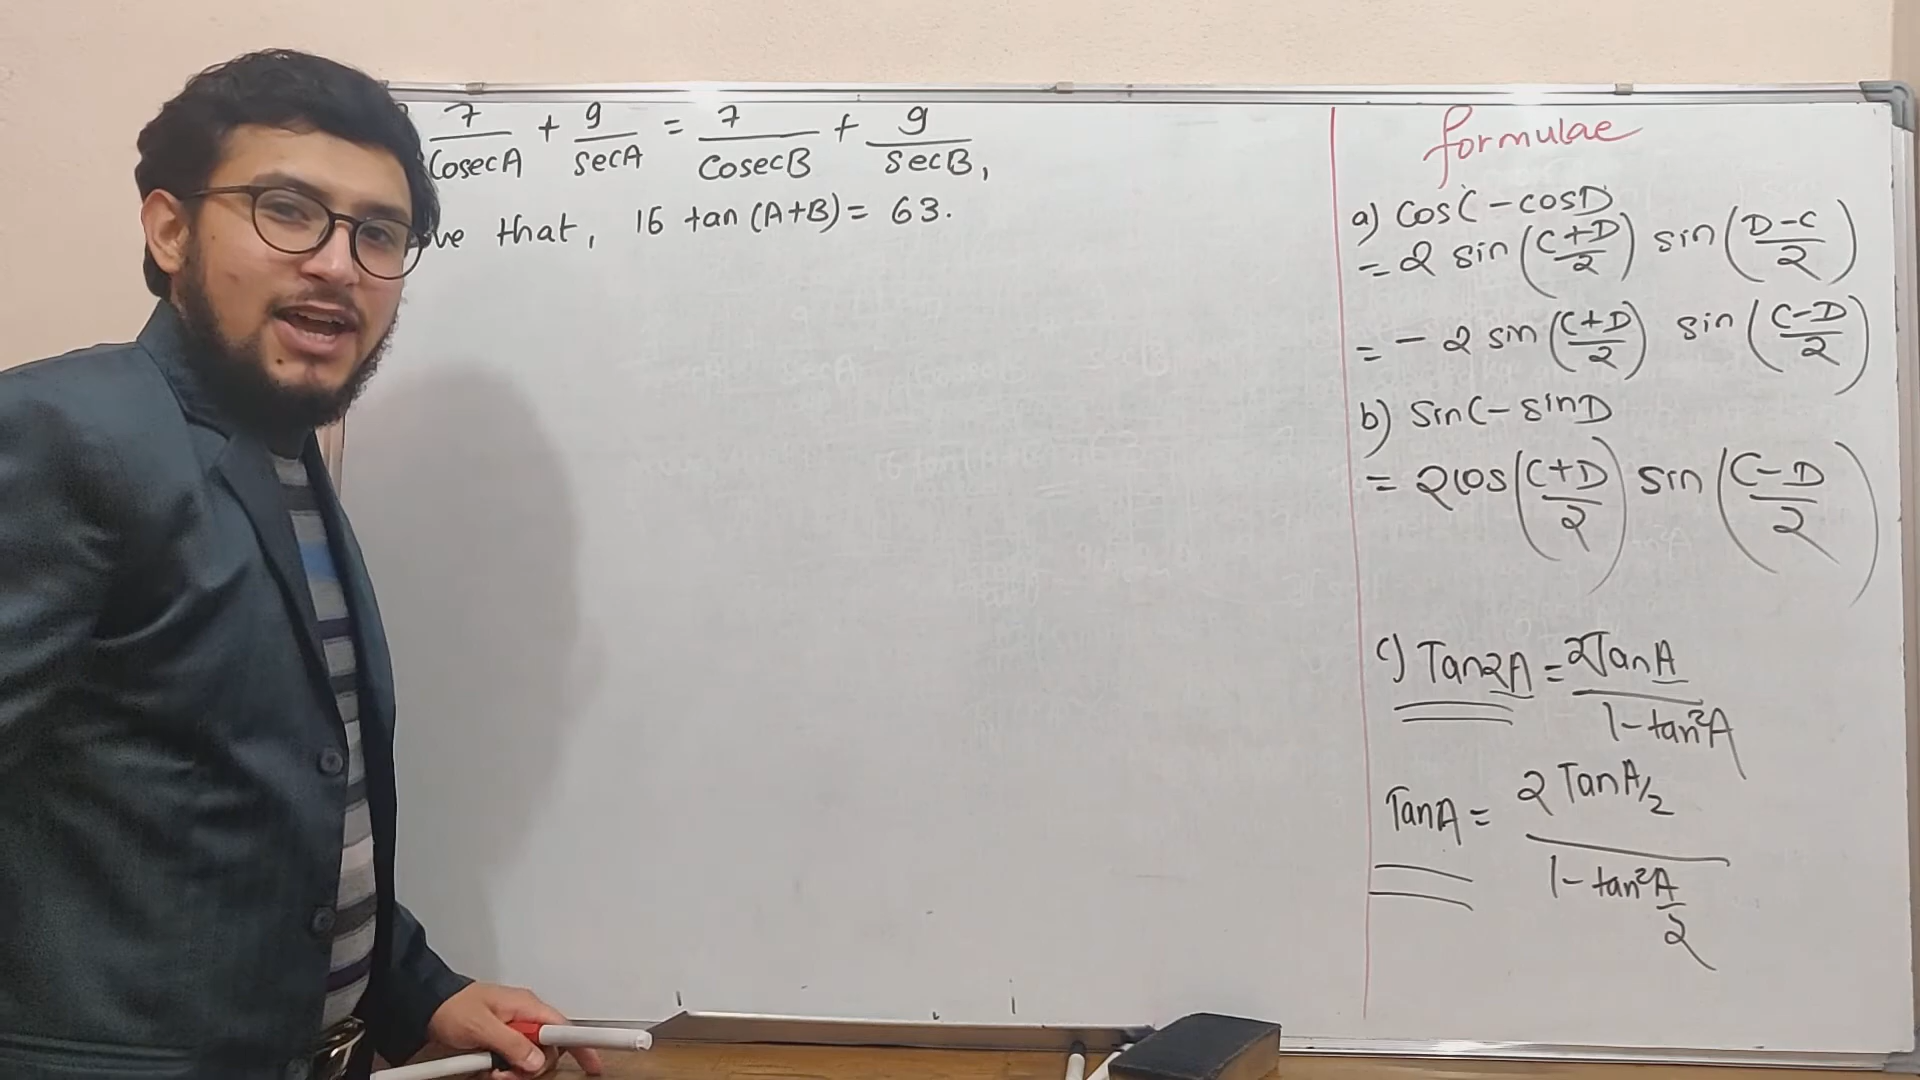 7/CosecA + 9/secA = 7/CosecB + 9/SecB,
that, 16 tan (A+B) = 63.
formulae
a) CosC - cosD
= 2 sin (C+D/2) sin (D-C/2)
= - 2 sin (C+D/2) sin (C-D/2)
b) SinC - sinD
= 2cos (C+D/2) sin (C-D/2)
c) Tan2A = 2TanA/1-tan²A
TanA = 2 TanA/2 / 1-tan²A/2